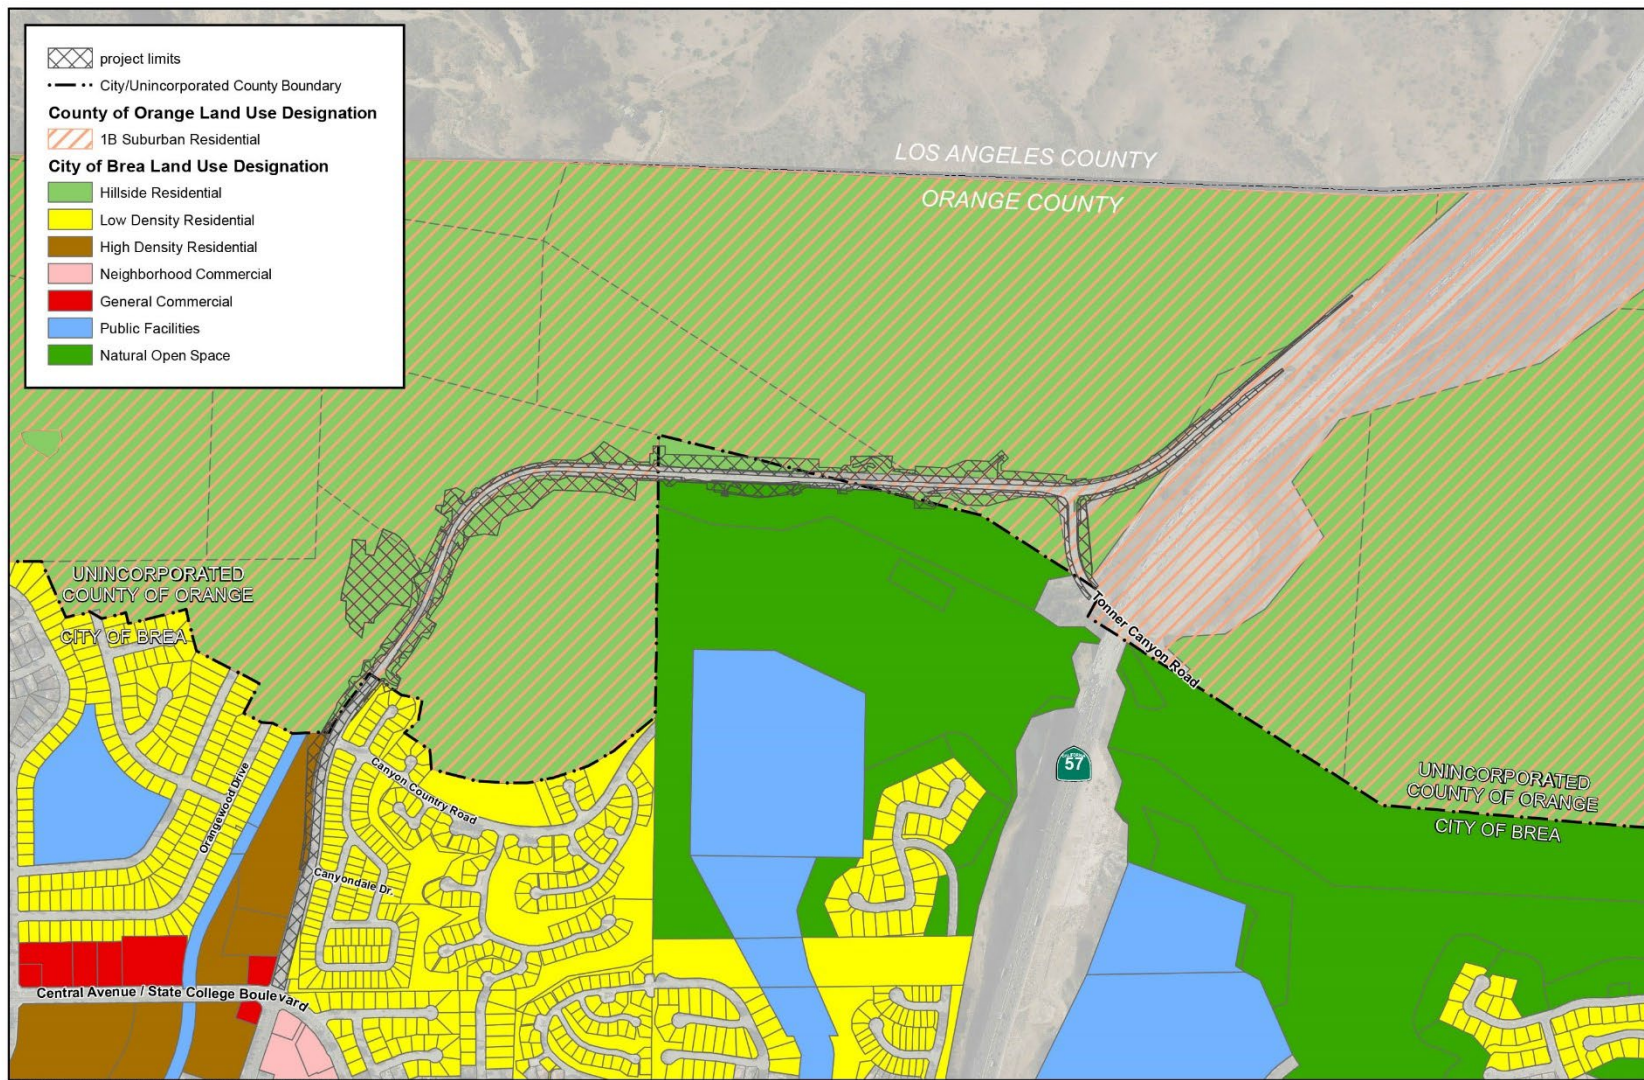 project limits
City/Unincorporated County Boundary
County of Orange Land Use Designation
1B Suburban Residential
City of Brea Land Use Designation
Hillside Residential
Low Density Residential
High Density Residential
Neighborhood Commercial
General Commercial
Public Facilities
Natural Open Space
LOS ANGELES COUNTY
ORANGE COUNTY
UNINCORPORATED
COUNTY OF ORANGE
CITY OF BREA
Tonner Canyon Road
57
Canyon Country Road
Orangewood Drive
Canyondale Dr.
UNINCORPORATED
COUNTY OF ORANGE
CITY OF BREA
Central Avenue / State College Boulevard